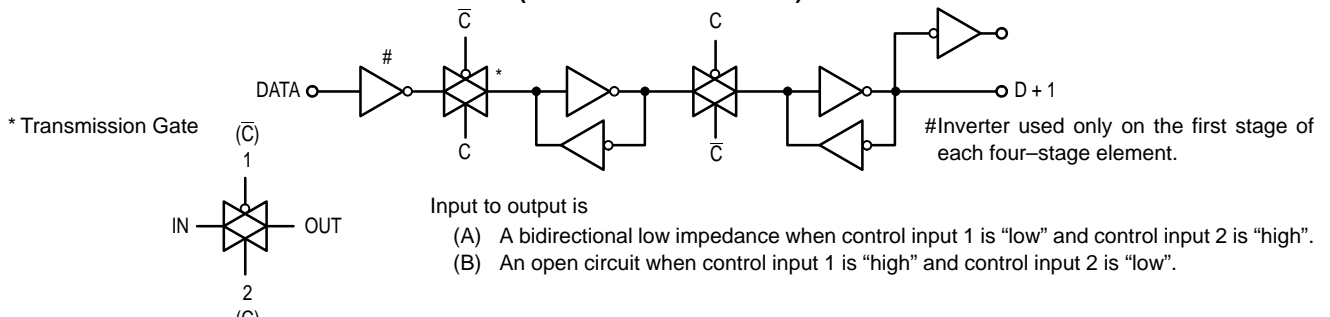 C̅
C
#
*
DATA
D + 1
* Transmission Gate
C
C̅
#Inverter used only on the first stage of
each four–stage element.
(C̅)
1
IN
OUT
2
Input to output is
(A) A bidirectional low impedance when control input 1 is “low” and control input 2 is “high”.
(B) An open circuit when control input 1 is “high” and control input 2 is “low”.